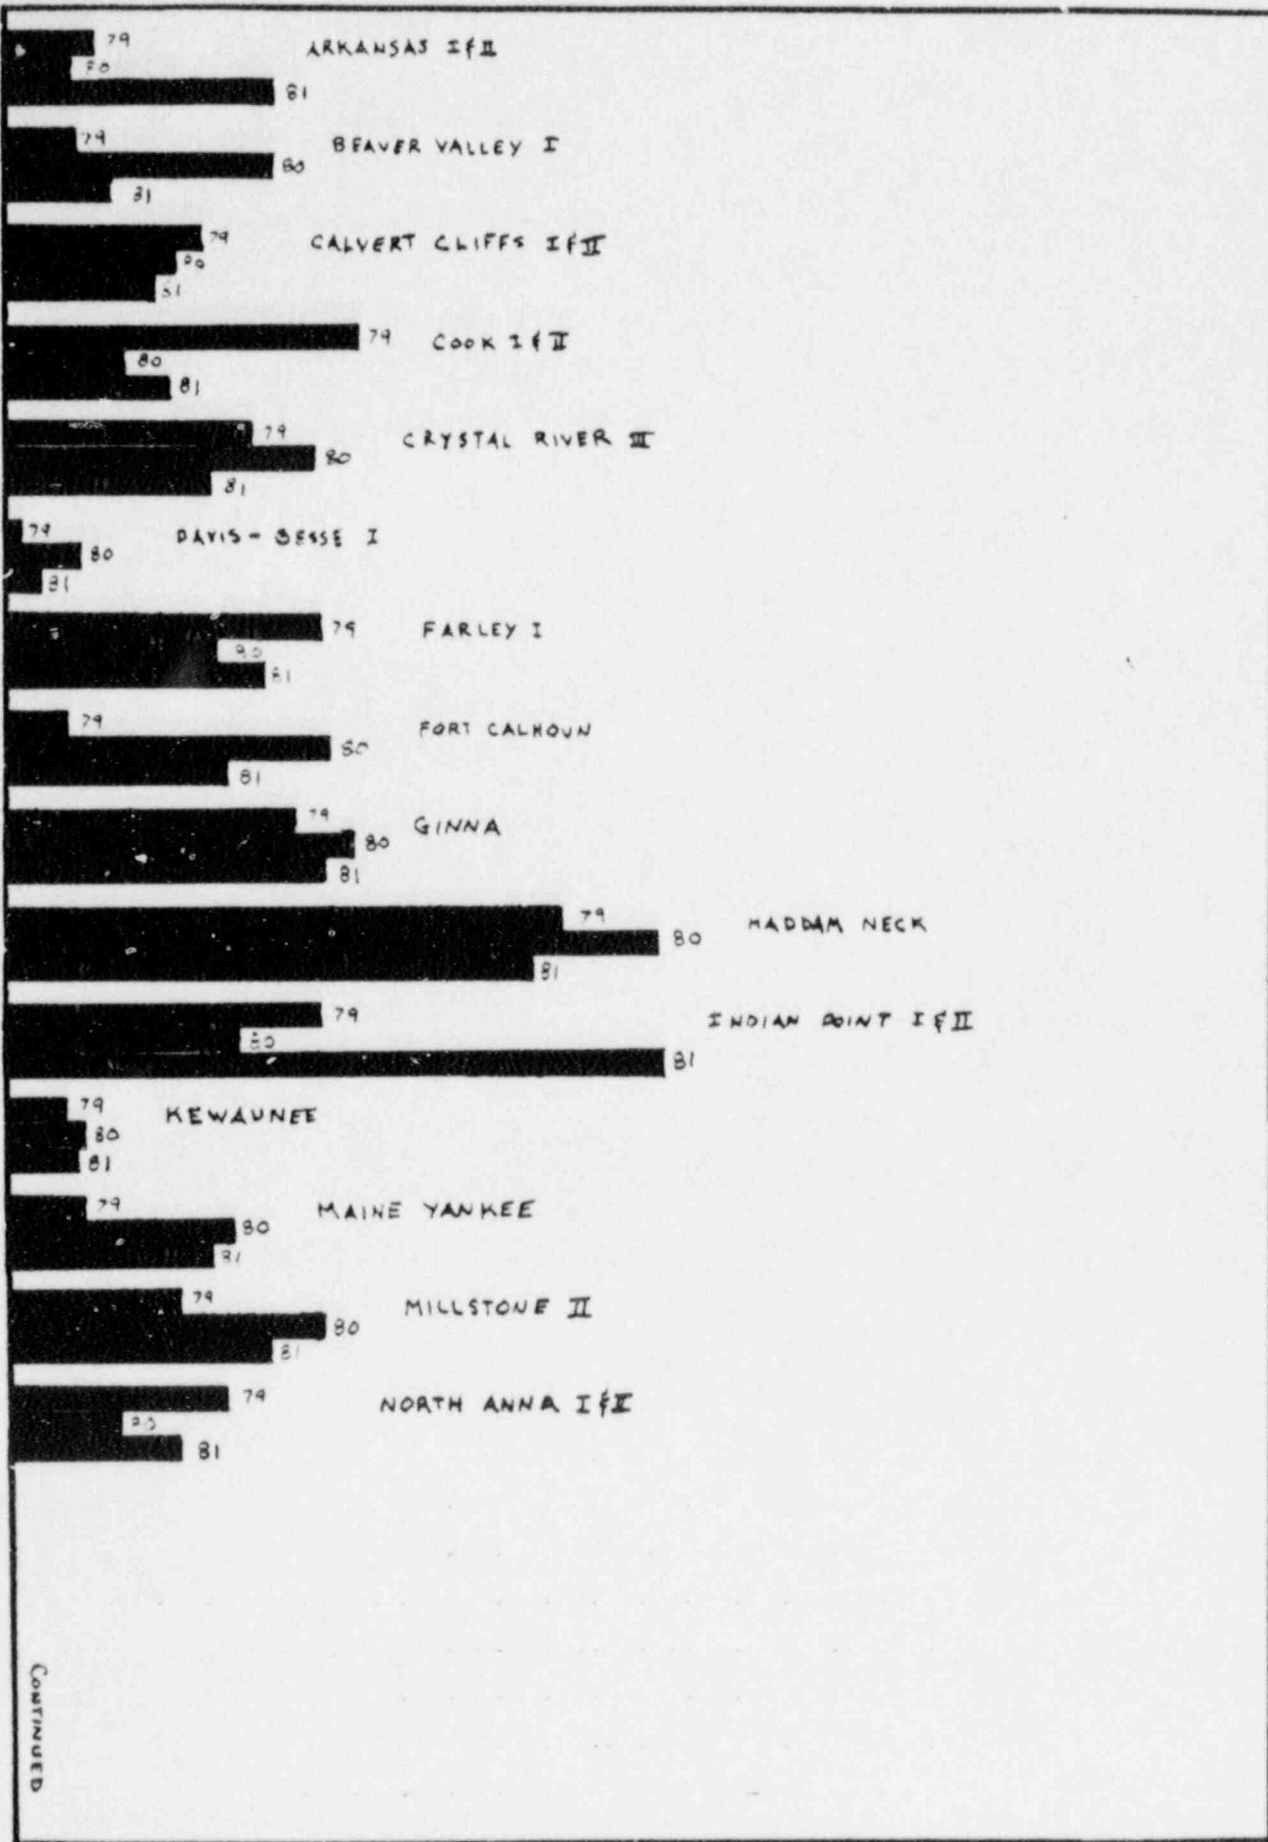 79 ARKANSAS I & II
80
81
79 BEAVER VALLEY I
80
81
79 CALVERT CLIFFS I & II
80
81
79 COOK I & II
80
81
79 CRYSTAL RIVER III
80
81
79 DAVIS-BESSE I
80
81
79 FARLEY I
80
81
79 FORT CALHOUN
80
81
79 GINNA
80
81
79 HADDAM NECK
80
81
79 INDIAN POINT I & II
80
81
79 KEWAUNEE
80
81
79 MAINE YANKEE
80
81
79 MILLSTONE II
80
81
79 NORTH ANNA I & II
80
81
CONTINUED